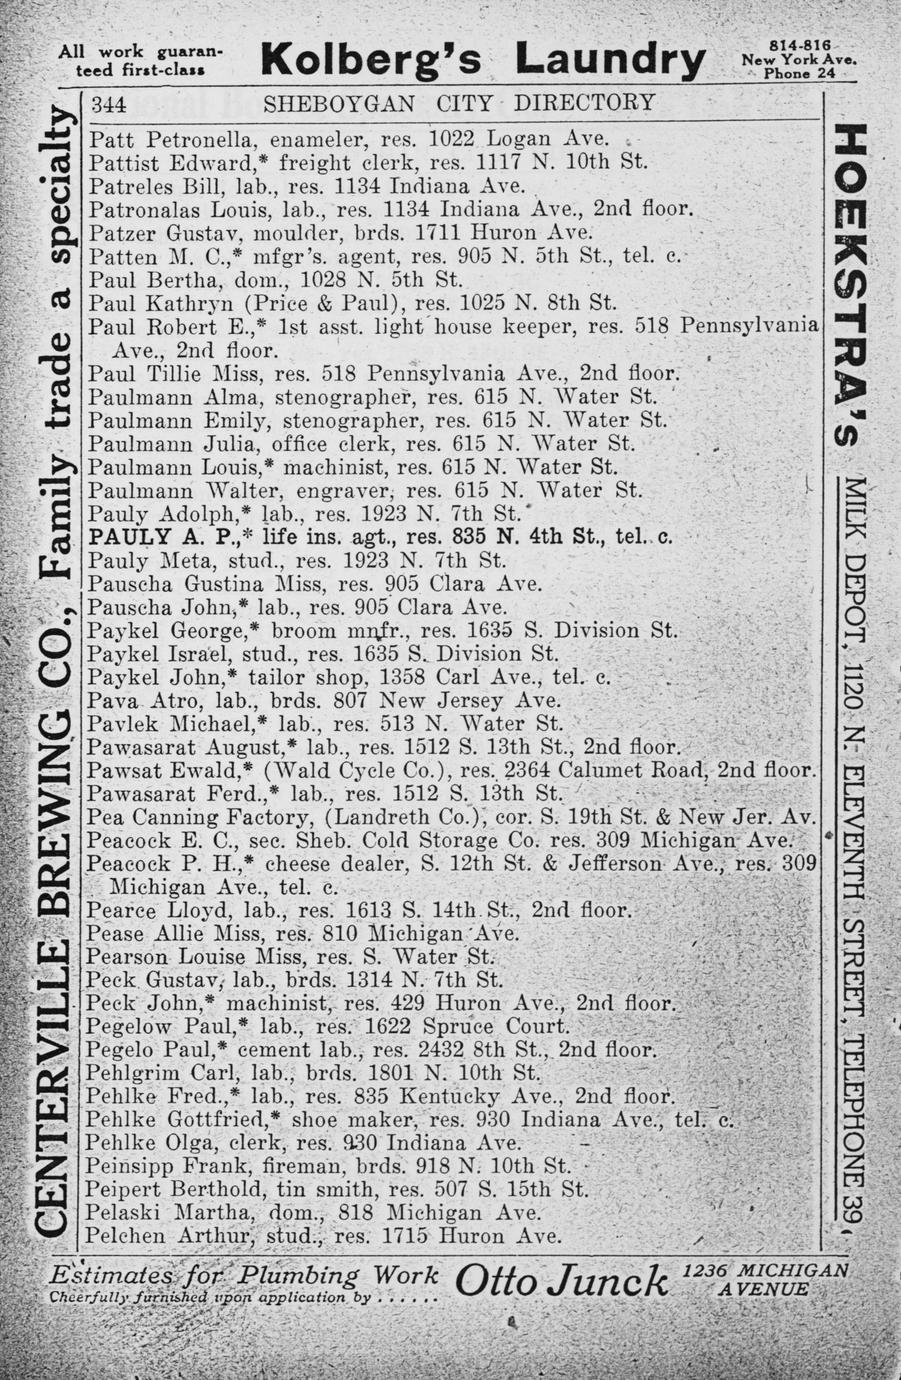 All work guaran-
teed first-class
Kolberg's Laundry
814-816
New York Ave.
Phone 24
344 SHEBOYGAN CITY DIRECTORY
Patt Petronella, enameler, res. 1022 Logan Ave.
Pattist Edward,* freight clerk, res. 1117 N. 10th St.
Patreles Bill, lab., res. 1134 Indiana Ave.
Patronalas Louis, lab., res. 1134 Indiana Ave., 2nd floor.
Patzer Gustav, moulder, brds. 1711 Huron Ave.
Patten M. C.,* mfgr's. agent, res. 905 N. 5th St., tel. c.
Paul Bertha, dom., 1028 N. 5th St.
Paul Kathryn (Price & Paul), res. 1025 N. 8th St.
Paul Robert E.,* 1st asst. light house keeper, res. 518 Pennsylvania
Ave., 2nd floor.
Paul Tillie Miss, res. 518 Pennsylvania Ave., 2nd floor.
Paulmann Alma, stenographer, res. 615 N. Water St.
Paulmann Emily, stenographer, res. 615 N. Water St.
Paulmann Julia, office clerk, res. 615 N. Water St.
Paulmann Louis,* machinist, res. 615 N. Water St.
Paulmann Walter, engraver, res. 615 N. Water St.
Pauly Adolph,* lab., res. 1923 N. 7th St.
PAULY A. P.,* life ins. agt., res. 835 N. 4th St., tel. c.
Pauly Meta, stud., res. 1923 N. 7th St.
Pauscha Gustina Miss, res. 905 Clara Ave.
Pauscha John,* lab., res. 905 Clara Ave.
Paykel George,* broom mnfr., res. 1635 S. Division St.
Paykel Israel, stud., res. 1635 S. Division St.
Paykel John,* tailor shop, 1358 Carl Ave., tel. c.
Pava Atro, lab., brds. 807 New Jersey Ave.
Pavlek Michael,* lab., res. 513 N. Water St.
Pawasarat August,* lab., res. 1512 S. 13th St., 2nd floor.
Pawsat Ewald,* (Wald Cycle Co.), res. 2364 Calumet Road, 2nd floor.
Pawasarat Ferd.,* lab., res. 1512 S. 13th St.
Pea Canning Factory, (Landreth Co.), cor. S. 19th St. & New Jer. Av.
Peacock E. C., sec. Sheb. Cold Storage Co. res. 309 Michigan Ave.
Peacock P. H.,* cheese dealer, S. 12th St. & Jefferson Ave., res. 309
Michigan Ave., tel. c.
Pearce Lloyd, lab., res. 1613 S. 14th St., 2nd floor.
Pease Allie Miss, res. 810 Michigan Ave.
Pearson Louise Miss, res. S. Water St.
Peck Gustav, lab., brds. 1314 N. 7th St.
Peck John,* machinist, res. 429 Huron Ave., 2nd floor.
Pegelow Paul,* lab., res. 1622 Spruce Court.
Pegelo Paul,* cement lab., res. 2432 8th St., 2nd floor.
Pehlgrim Carl, lab., brds. 1801 N. 10th St.
Pehlke Fred.,* lab., res. 835 Kentucky Ave., 2nd floor.
Pehlke Gottfried,* shoe maker, res. 930 Indiana Ave., tel. c.
Pehlke Olga, clerk, res. 930 Indiana Ave.
Peinsipp Frank, fireman, brds. 918 N. 10th St.
Peipert Berthold, tin smith, res. 507 S. 15th St.
Pelaski Martha, dom., 818 Michigan Ave.
Pelchen Arthur, stud., res. 1715 Huron Ave.
CENTERVILLE BREWING CO., Family trade a specialty
HOEKSTRA's MILK DEPOT, 1120 N. ELEVENTH STREET, TELEPHONE 39
Estimates for Plumbing Work
Cheerfully furnished upon application by ......
Otto Junck
1236 MICHIGAN
AVENUE